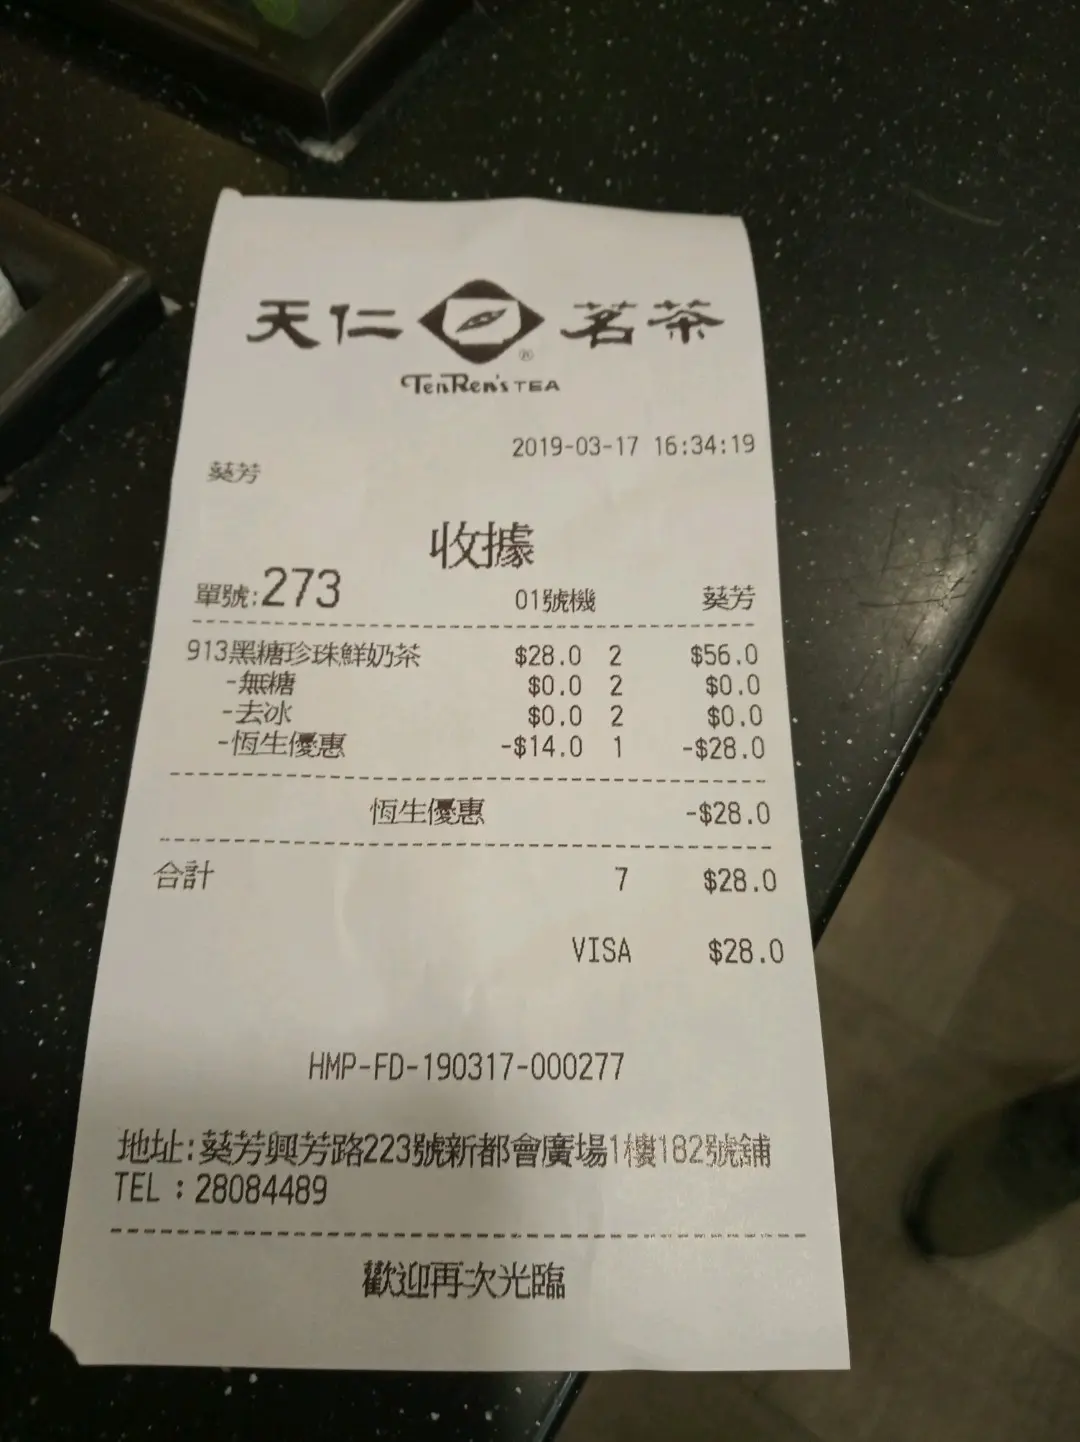 天仁 茗茶
TenRen's TEA
2019-03-17 16:34:19
葵芳
收據
單號:273 01號機 葵芳
913黑糖珍珠鮮奶茶 $28.0 2 $56.0
-無糖 $0.0 2 $0.0
-去冰 $0.0 2 $0.0
-恆生優惠 -$14.0 1 -$28.0
恆生優惠 -$28.0
合計 7 $28.0
VISA $28.0
HMP-FD-190317-000277
地址:葵芳興芳路223號新都會廣場1樓182號舖
TEL：28084489
歡迎再次光臨